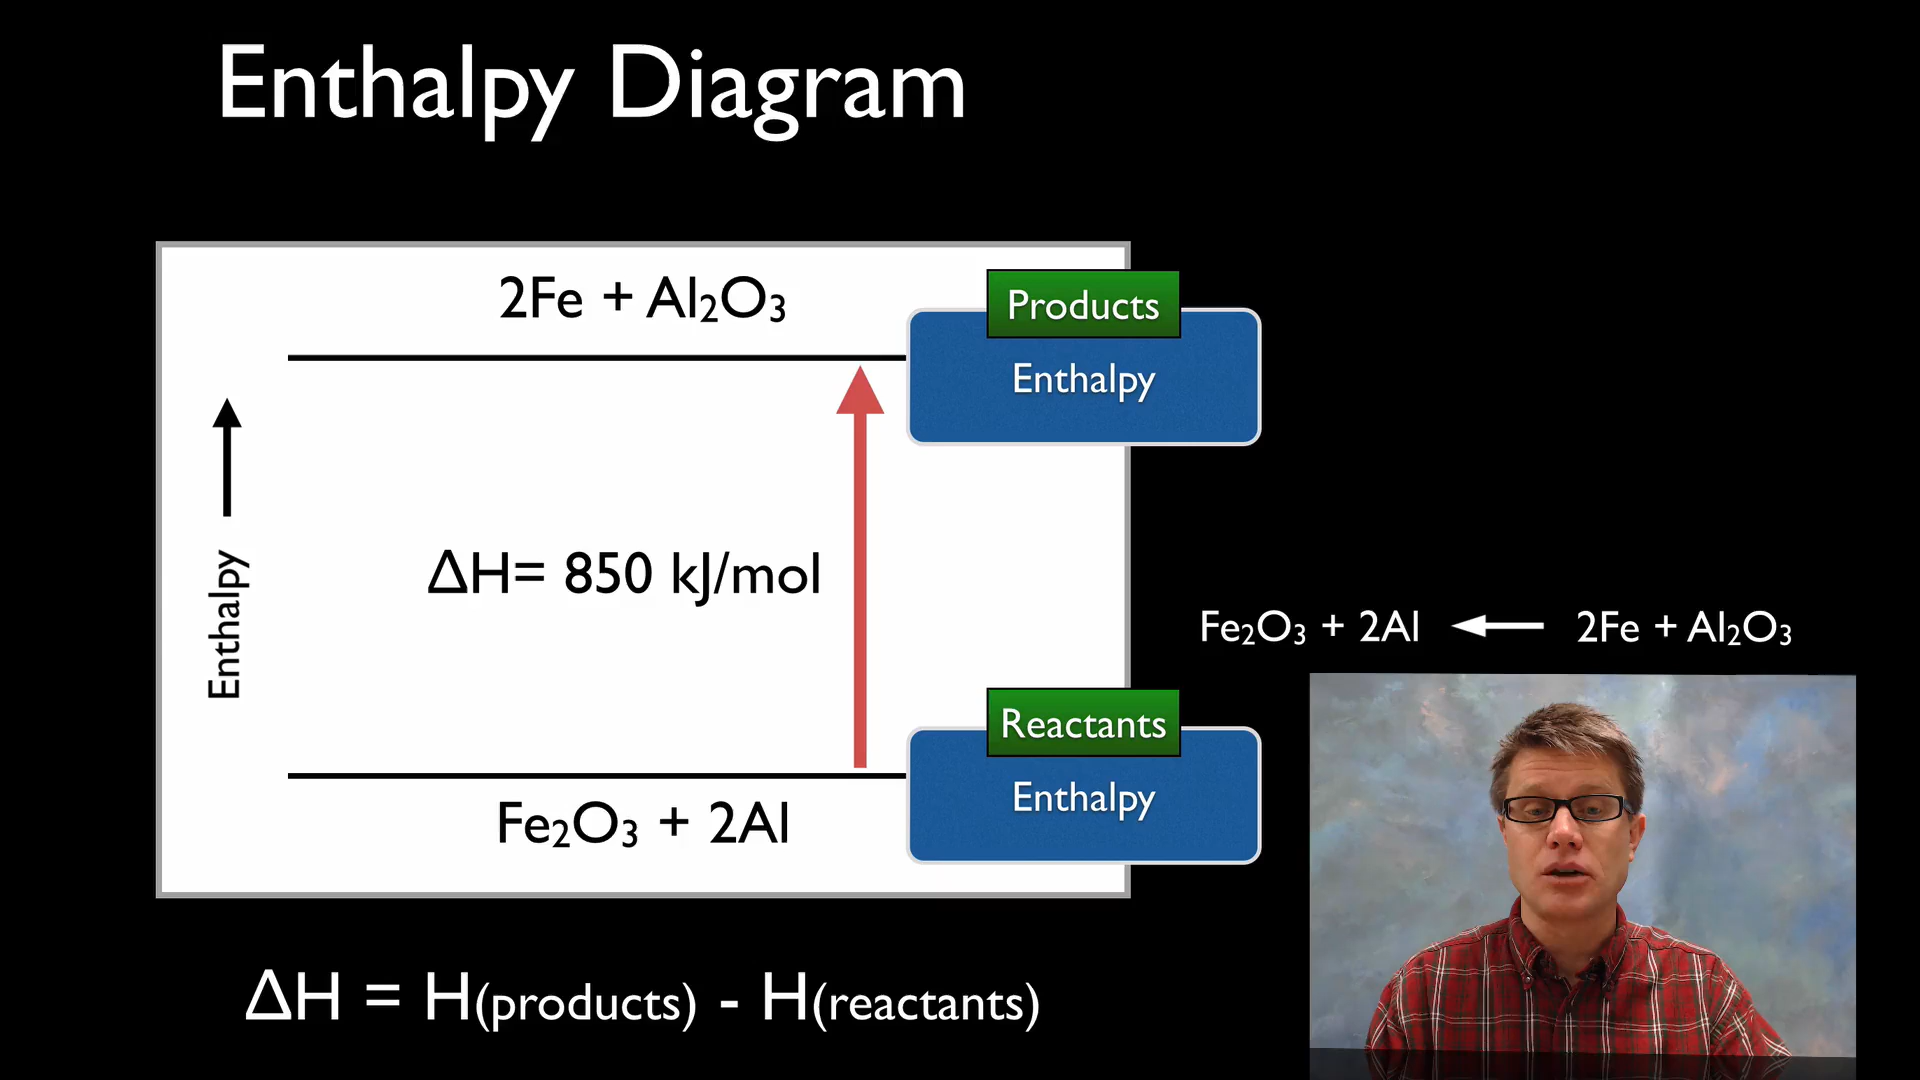 Enthalpy Diagram
2Fe + Al₂O₃
Products
Enthalpy
Enthalpy
ΔH= 850 kJ/mol
Fe₂O₃ + 2Al ← 2Fe + Al₂O₃
Reactants
Enthalpy
Fe₂O₃ + 2Al
ΔH = H(products) - H(reactants)